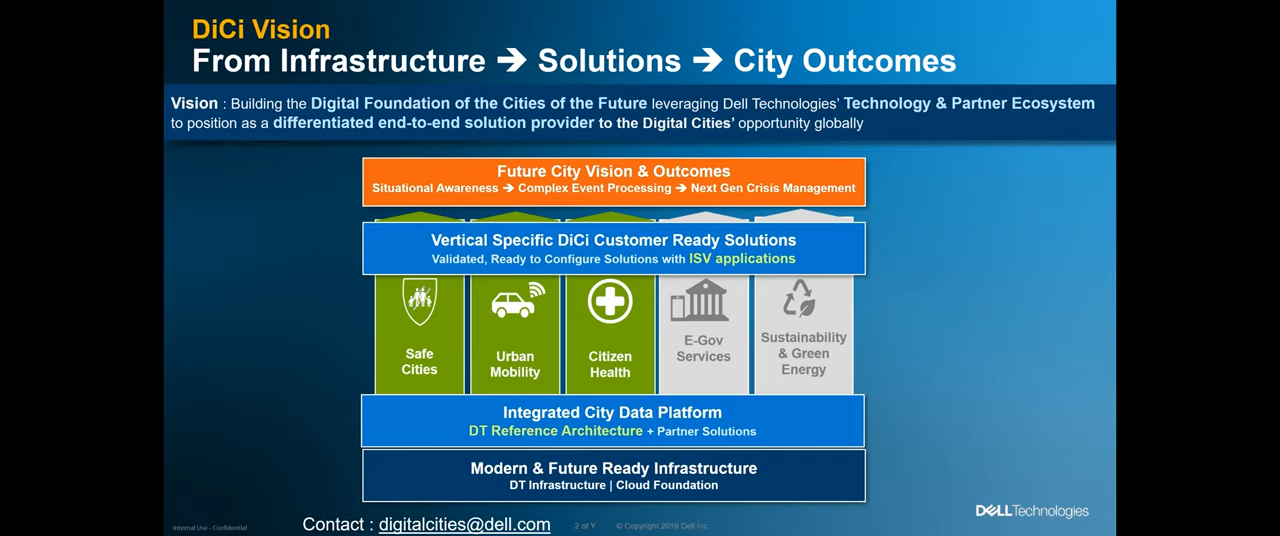 DiCi Vision
From Infrastructure ➔ Solutions ➔ City Outcomes
Vision : Building the Digital Foundation of the Cities of the Future leveraging Dell Technologies' Technology & Partner Ecosystem
to position as a differentiated end-to-end solution provider to the Digital Cities' opportunity globally
Future City Vision & Outcomes
Situational Awareness ➔ Complex Event Processing ➔ Next Gen Crisis Management
Vertical Specific DiCi Customer Ready Solutions
Validated, Ready to Configure Solutions with ISV applications
Safe
Cities
Urban
Mobility
Citizen
Health
E-Gov
Services
Sustainability
& Green
Energy
Integrated City Data Platform
DT Reference Architecture + Partner Solutions
Modern & Future Ready Infrastructure
DT Infrastructure | Cloud Foundation
DELLTechnologies
Internal Use - Confidential
Contact : digitalcities@dell.com
2 of Y
© Copyright 2019 Dell Inc.